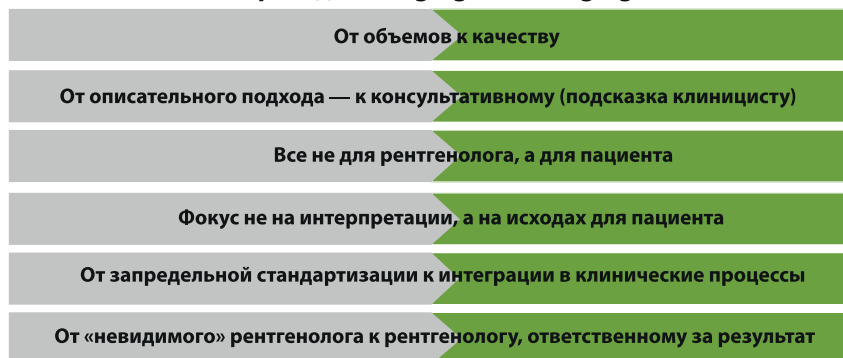 От объемов к качеству
От описательного подхода — к консультативному (подсказка клиницисту)
Все не для рентгенолога, а для пациента
Фокус не на интерпретации, а на исходах для пациента
От запредельной стандартизации к интеграции в клинические процессы
От «невидимого» рентгенолога к рентгенологу, ответственному за результат